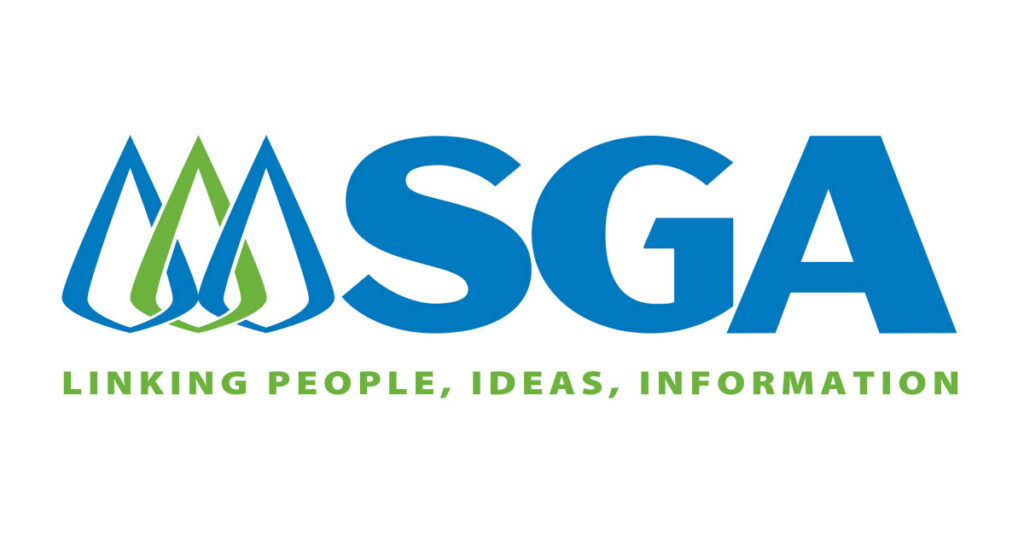 SGA
LINKING PEOPLE, IDEAS, INFORMATION